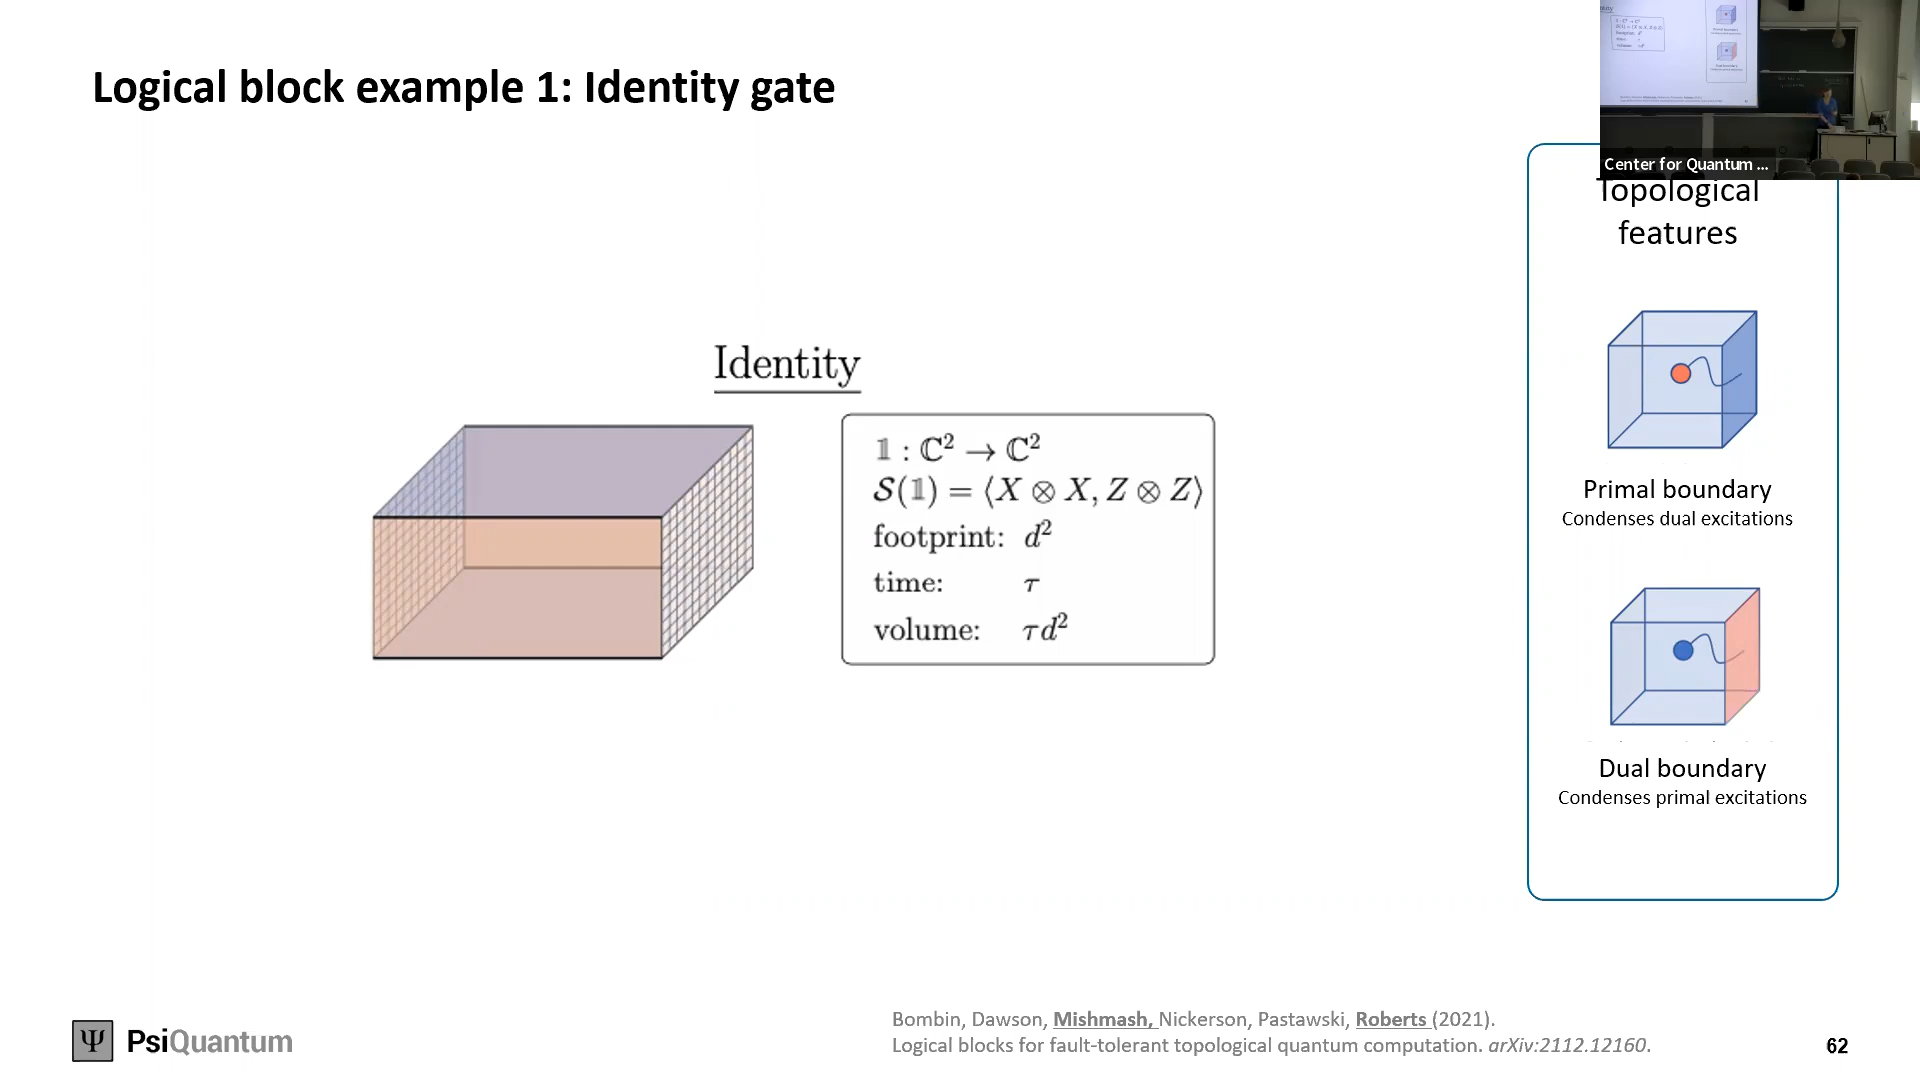 Logical block example 1: Identity gate
Center for Quantum ...
Topological
features
Identity
𝟙 : ℂ² → ℂ²
𝒮(𝟙) = ⟨X ⊗ X, Z ⊗ Z⟩
footprint: d²
time: τ
volume: τd²
Primal boundary
Condenses dual excitations
Dual boundary
Condenses primal excitations
Bombin, Dawson, Mishmash, Nickerson, Pastawski, Roberts (2021).
Logical blocks for fault-tolerant topological quantum computation. arXiv:2112.12160.
Ψ PsiQuantum
62